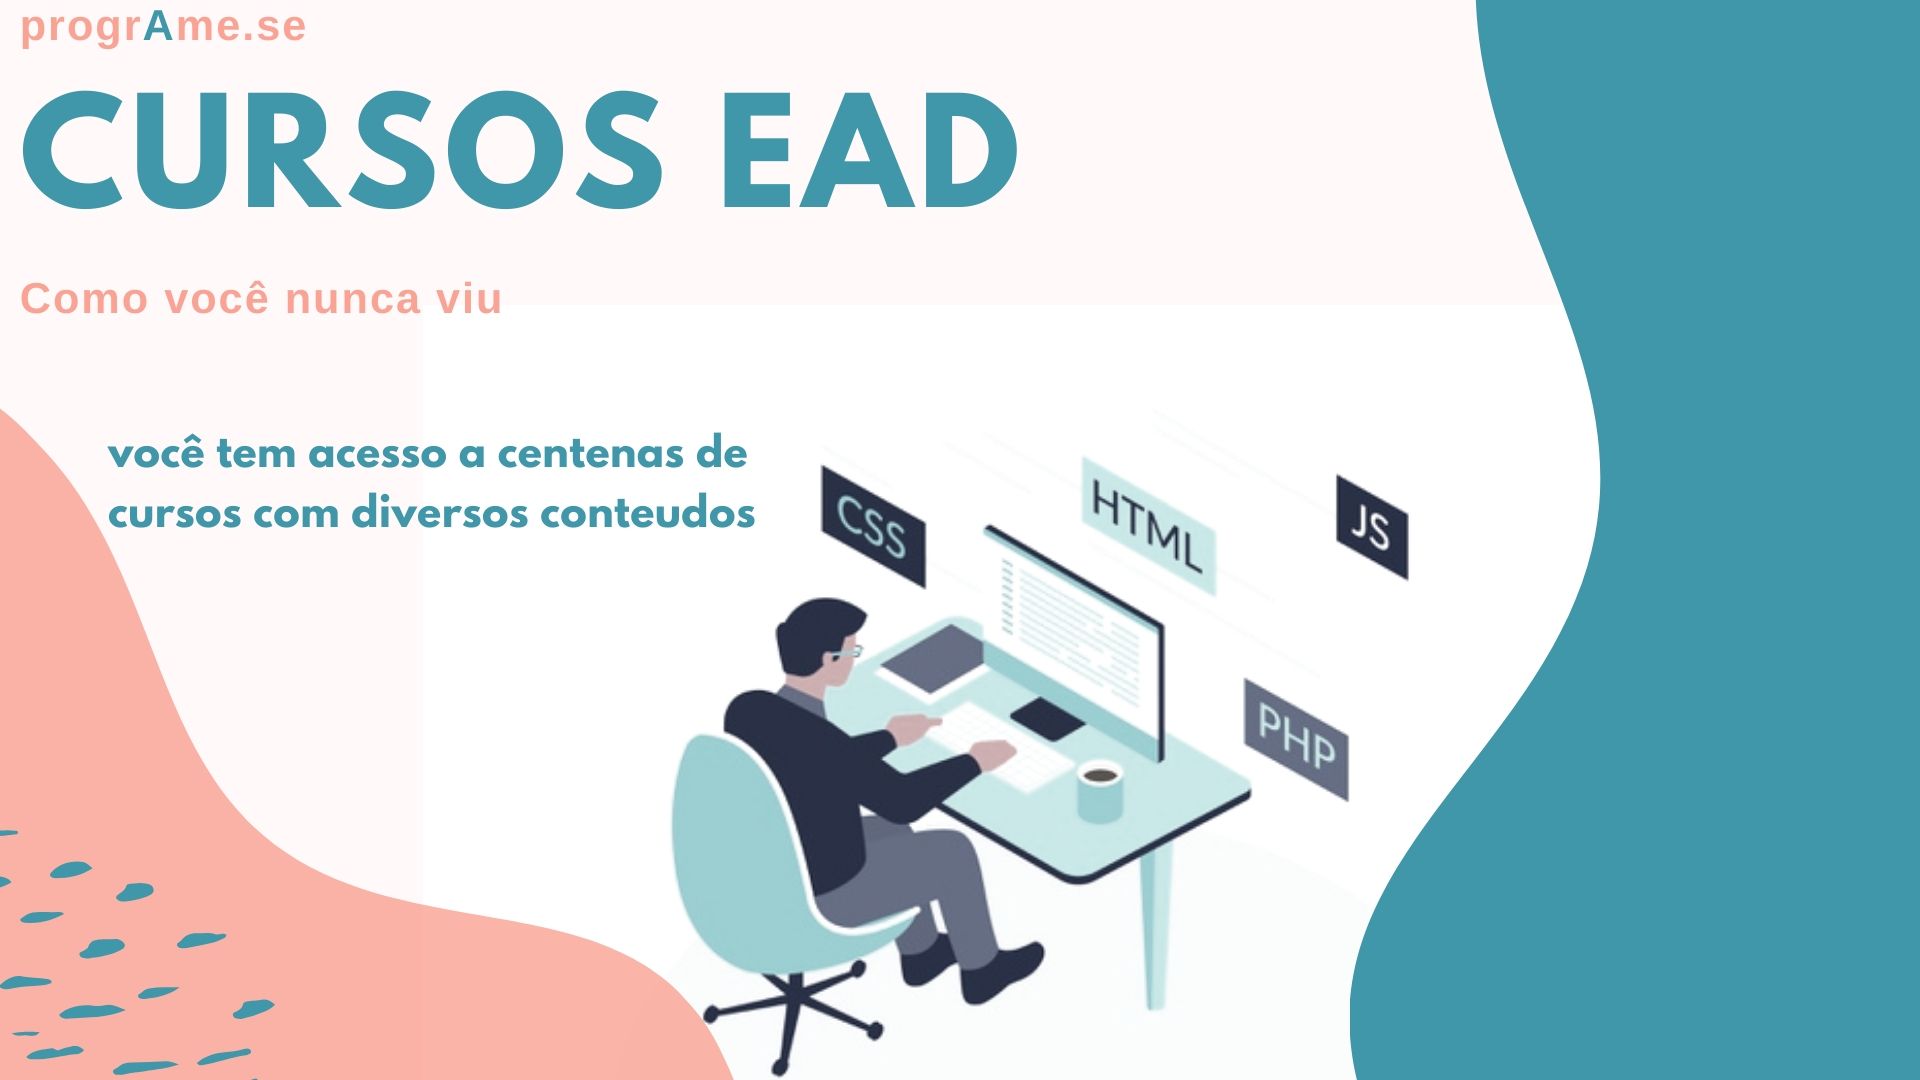 progrAme.se
CURSOS EAD
Como você nunca viu
você tem acesso a centenas de
cursos com diversos conteudos
CSS
HTML
JS
PHP